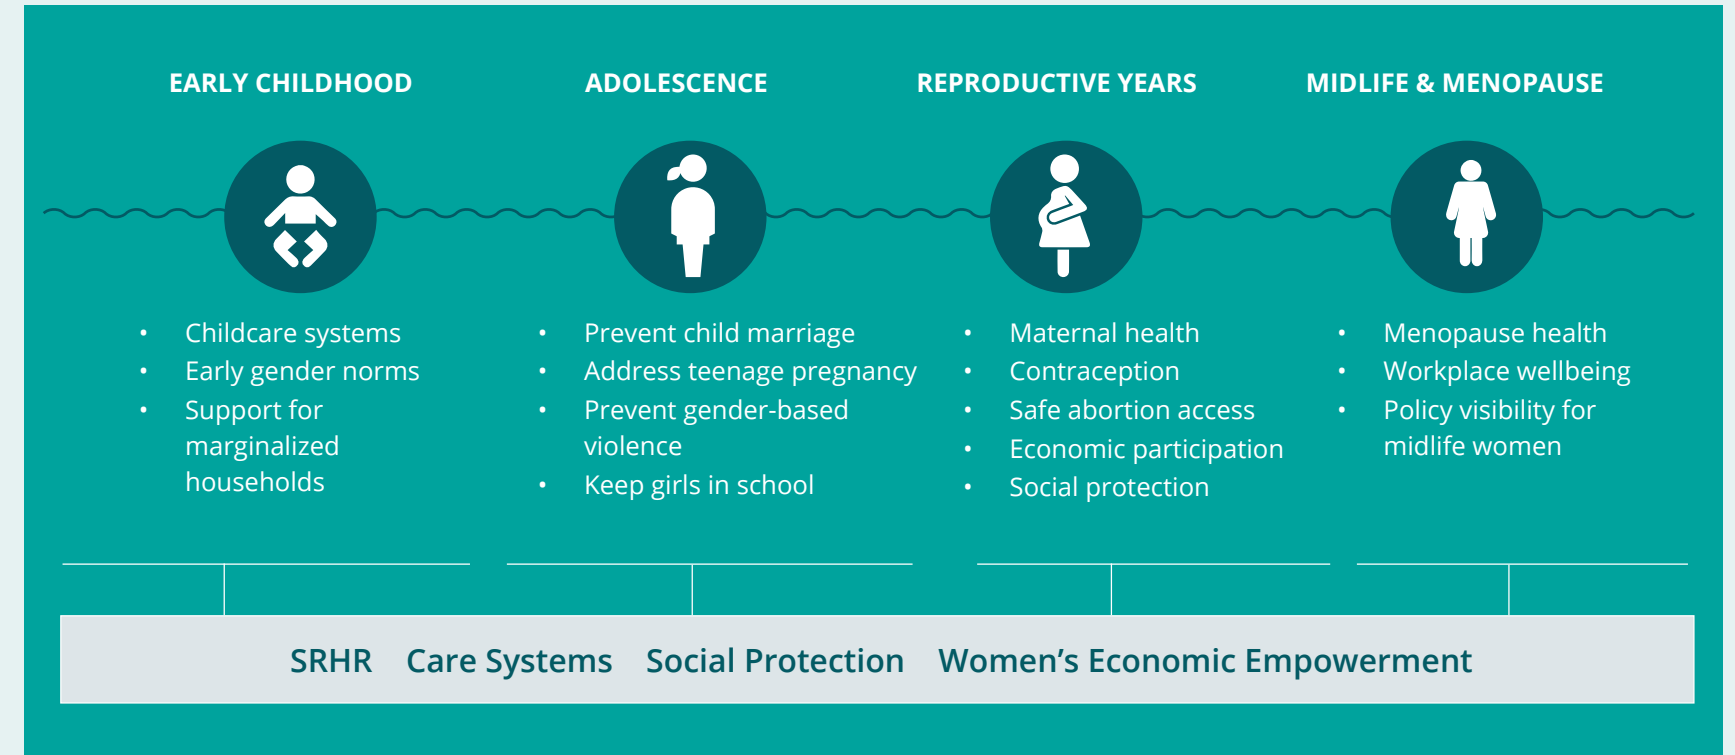 EARLY CHILDHOOD
• Childcare systems
• Early gender norms
• Support for
marginalized
households
ADOLESCENCE
• Prevent child marriage
• Address teenage pregnancy
• Prevent gender-based
violence
• Keep girls in school
REPRODUCTIVE YEARS
• Maternal health
• Contraception
• Safe abortion access
• Economic participation
• Social protection
MIDLIFE & MENOPAUSE
• Menopause health
• Workplace wellbeing
• Policy visibility for
midlife women
SRHR Care Systems Social Protection Women’s Economic Empowerment